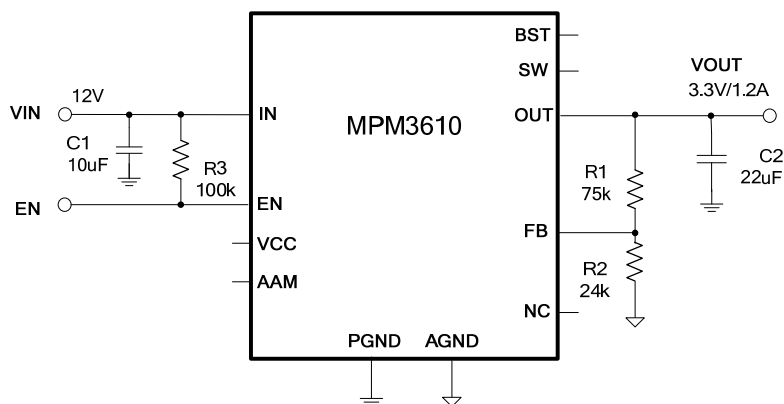 BST
SW
VOUT
3.3V/1.2A
VIN
12V
IN
MPM3610
OUT
C1
10uF
R3
100k
R1
75k
C2
22uF
EN
EN
FB
VCC
R2
24k
AAM
NC
PGND
AGND